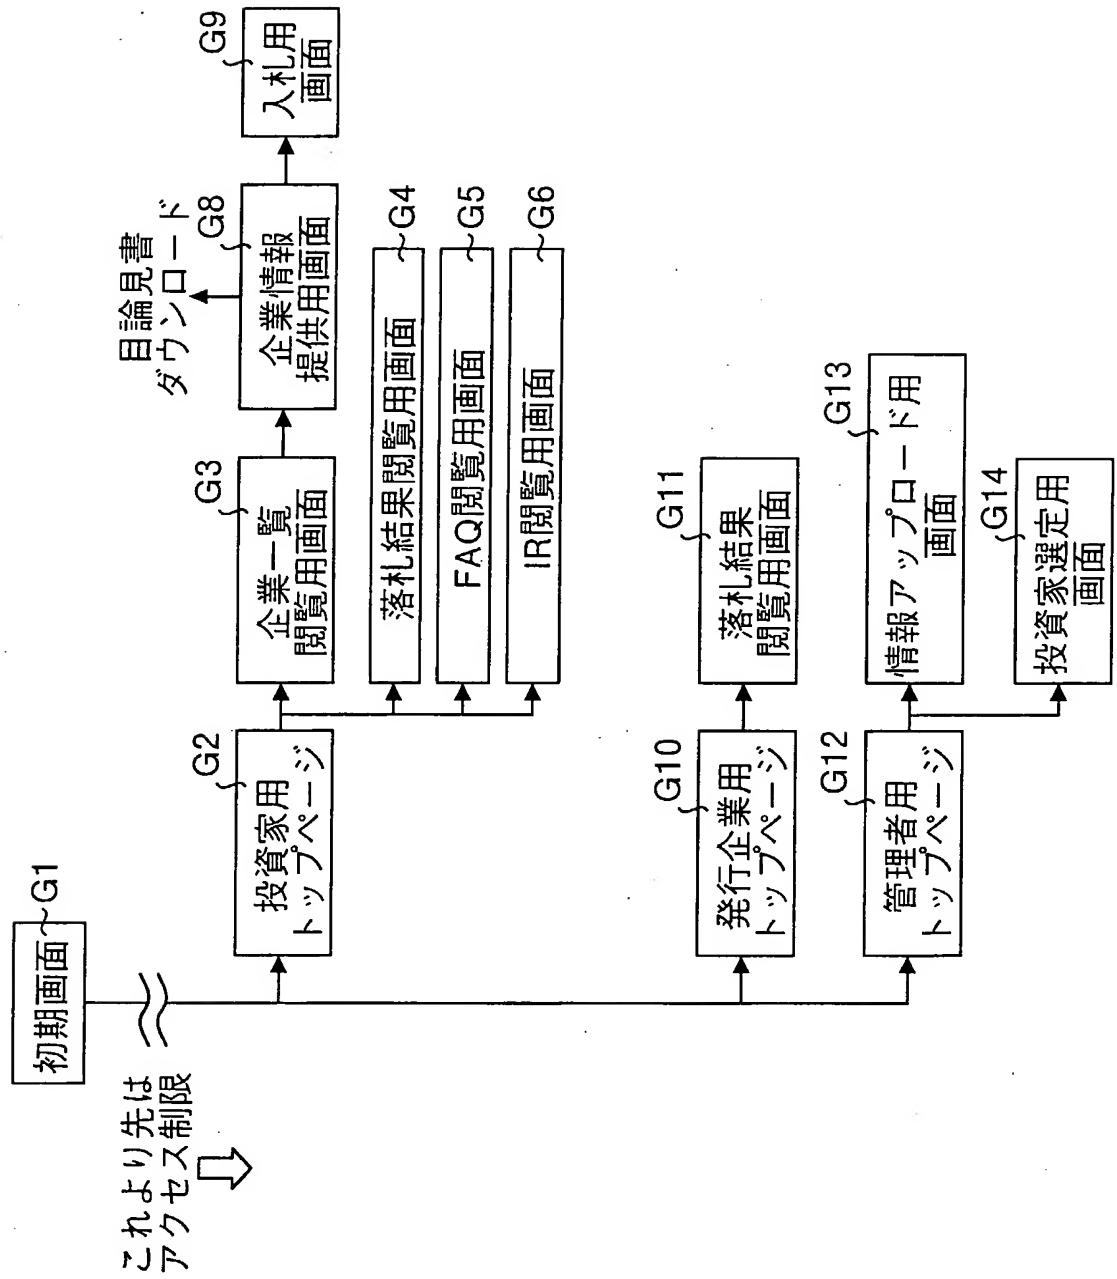 初期画面
G1
これより先は
アクセス制限
投資家用
トップページ
G2
企業一覧
閲覧用画面
G3
目論見書
ダウンロード
企業情報
提供用画面
G8
入札用
画面
G9
落札結果閲覧用画面
G4
FAQ閲覧用画面
G5
IR閲覧用画面
G6
発行企業用
トップページ
G10
落札結果
閲覧用画面
G11
管理者用
トップページ
G12
情報アップロード用
画面
G13
投資家選定用
画面
G14